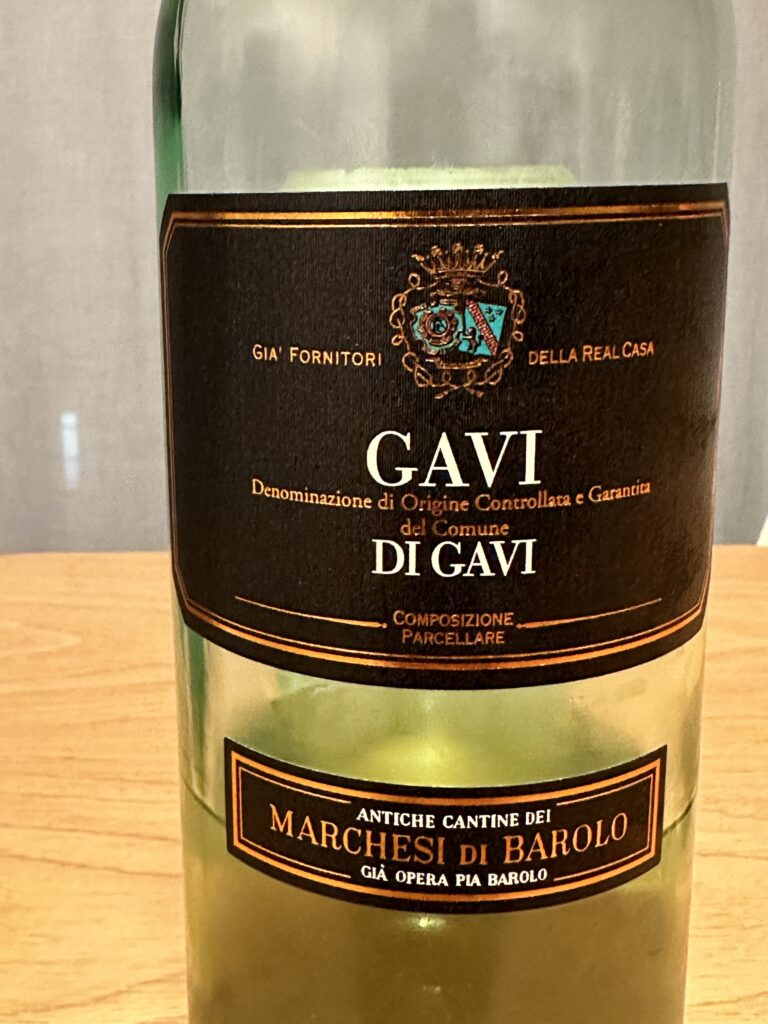 GIA' FORNITORI DELLA REAL CASA
GAVI
Denominazione di Origine Controllata e Garantita
del Comune
DI GAVI
COMPOSIZIONE
PARCELLARE
ANTICHE CANTINE DEI
MARCHESI DI BAROLO
GIÀ OPERA PIA BAROLO